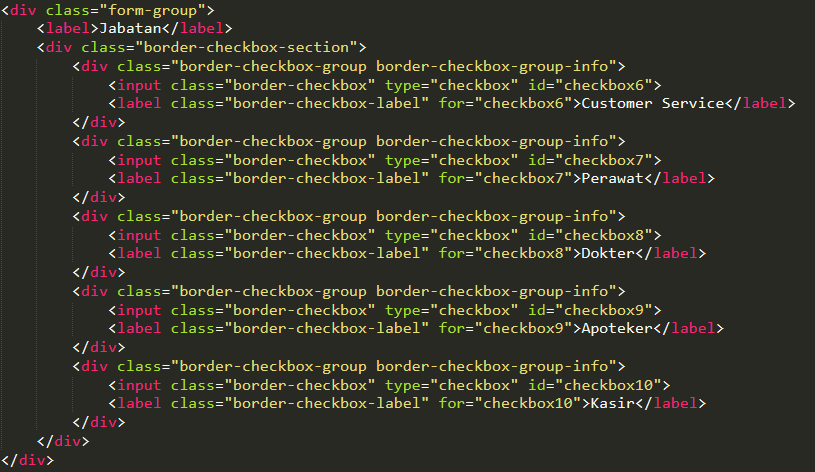 <div class="form-group">
    <label>Jabatan</label>
    <div class="border-checkbox-section">
        <div class="border-checkbox-group border-checkbox-group-info">
            <input class="border-checkbox" type="checkbox" id="checkbox6">
            <label class="border-checkbox-label" for="checkbox6">Customer Service</label>
        </div>
        <div class="border-checkbox-group border-checkbox-group-info">
            <input class="border-checkbox" type="checkbox" id="checkbox7">
            <label class="border-checkbox-label" for="checkbox7">Perawat</label>
        </div>
        <div class="border-checkbox-group border-checkbox-group-info">
            <input class="border-checkbox" type="checkbox" id="checkbox8">
            <label class="border-checkbox-label" for="checkbox8">Dokter</label>
        </div>
        <div class="border-checkbox-group border-checkbox-group-info">
            <input class="border-checkbox" type="checkbox" id="checkbox9">
            <label class="border-checkbox-label" for="checkbox9">Apoteker</label>
        </div>
        <div class="border-checkbox-group border-checkbox-group-info">
            <input class="border-checkbox" type="checkbox" id="checkbox10">
            <label class="border-checkbox-label" for="checkbox10">Kasir</label>
        </div>
    </div>
</div>